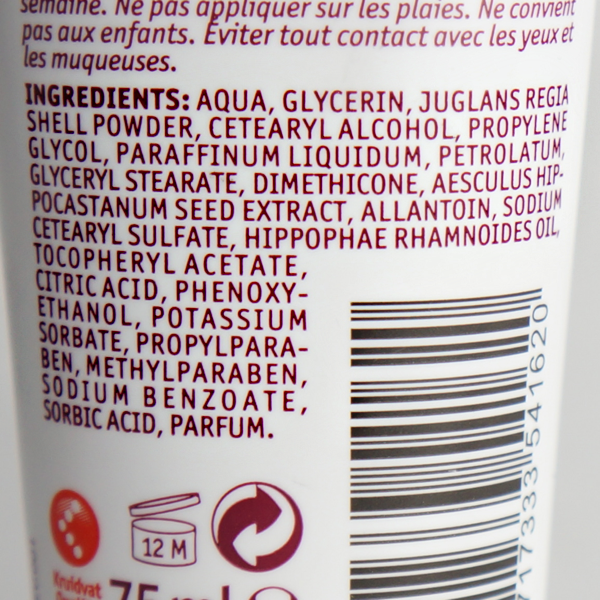 semaine. Ne pas appliquer sur les plaies. Ne convient
pas aux enfants. Éviter tout contact avec les yeux et
les muqueuses.
INGREDIENTS: AQUA, GLYCERIN, JUGLANS REGIA
SHELL POWDER, CETEARYL ALCOHOL, PROPYLENE
GLYCOL, PARAFFINUM LIQUIDUM, PETROLATUM,
GLYCERYL STEARATE, DIMETHICONE, AESCULUS HIP-
POCASTANUM SEED EXTRACT, ALLANTOIN, SODIUM
CETEARYL SULFATE, HIPPOPHAE RHAMNOIDES OIL,
TOCOPHERYL ACETATE,
CITRIC ACID, PHENOXY-
ETHANOL, POTASSIUM
SORBATE, PROPYLPARA-
BEN, METHYLPARABEN,
SODIUM BENZOATE,
SORBIC ACID, PARFUM.
12 M
Kruidvat
75 ml
717333 541620